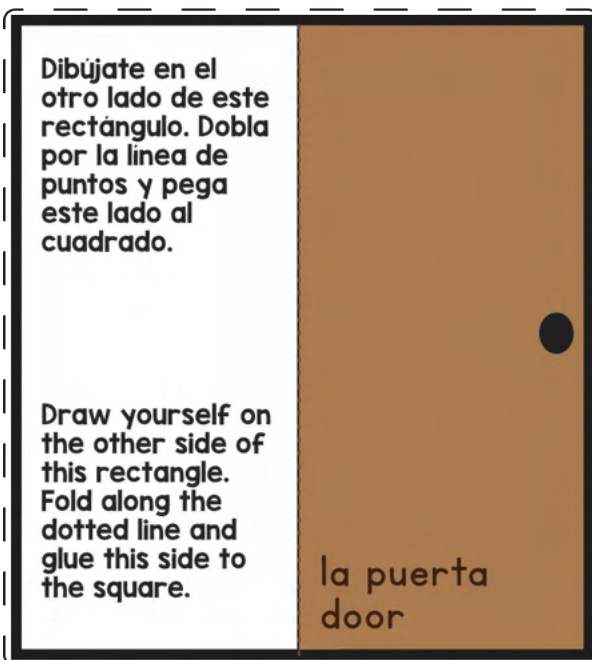 Dibújate en el
otro lado de este
rectángulo. Dobla
por la línea de
puntos y pega
este lado al
cuadrado.
Draw yourself on
the other side of
this rectangle.
Fold along the
dotted line and
glue this side to
the square.
la puerta
door